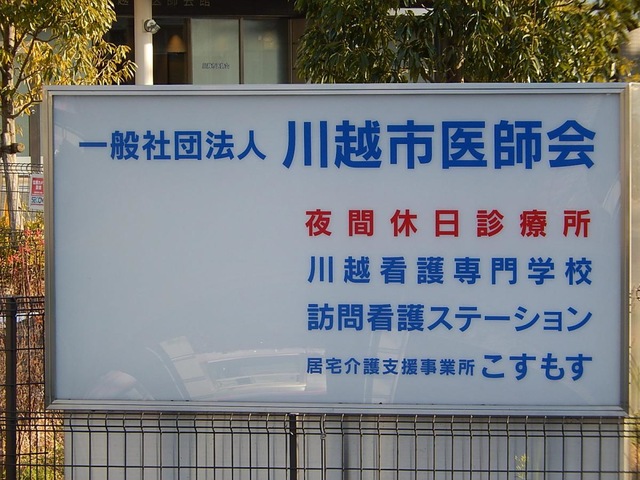 一般社団法人 川越市医師会
夜間休日診療所
川越看護専門学校
訪問看護ステーション
居宅介護支援事業所 こすもす